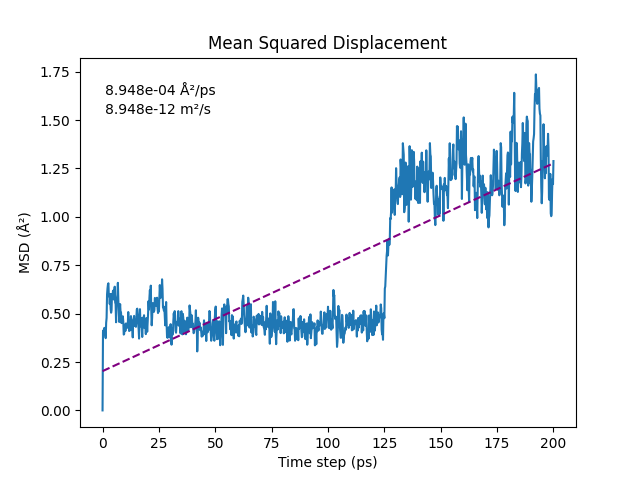 Mean Squared Displacement
8.948e-04 Å²/ps
8.948e-12 m²/s
MSD (Å²)
1.75
1.50
1.25
1.00
0.75
0.50
0.25
0.00
0 25 50 75 100 125 150 175 200
Time step (ps)